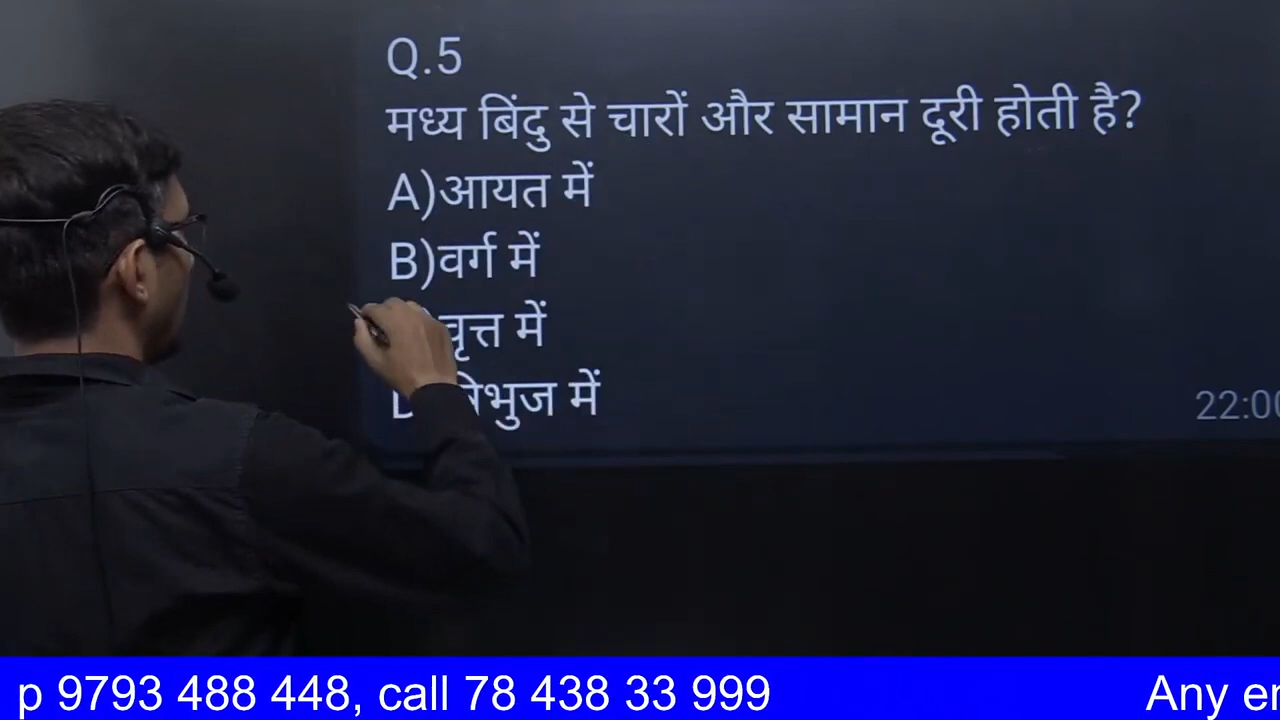 Q.5
मध्य बिंदु से चारों और सामान दूरी होती है?
A)आयत में
B)वर्ग में
वृत्त में
में
22:00
p 9793 488 448, call 78 438 33 999
Any